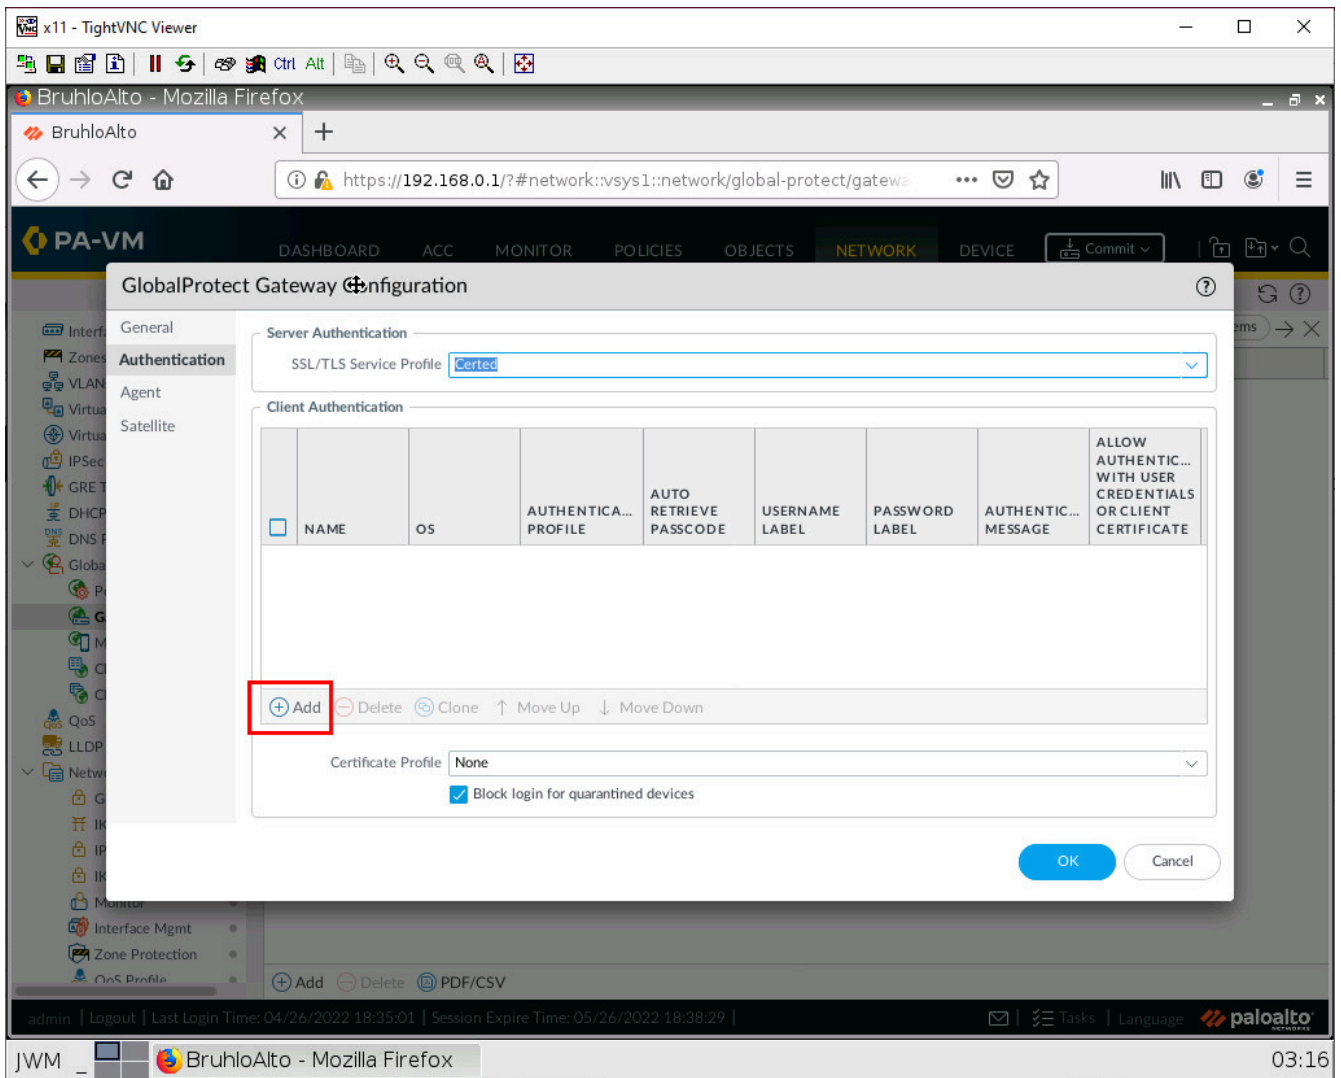 x11 - TightVNC Viewer
Ctrl Alt
BruhloAlto - Mozilla Firefox
BruhloAlto
https://192.168.0.1/?#network::vsys1::network/global-protect/gatewa
PA-VM
DASHBOARD ACC MONITOR POLICIES OBJECTS NETWORK DEVICE Commit
GlobalProtect Gateway Configuration
General
Authentication
Agent
Satellite
Server Authentication
SSL/TLS Service Profile Certed
Client Authentication
NAME
OS
AUTHENTICA... PROFILE
AUTO RETRIEVE PASSCODE
USERNAME LABEL
PASSWORD LABEL
AUTHENTIC... MESSAGE
ALLOW AUTHENTIC... WITH USER CREDENTIALS OR CLIENT CERTIFICATE
Add Delete Clone Move Up Move Down
Certificate Profile None
Block login for quarantined devices
OK Cancel
Interf
Zones
VLAN
Virtua
Virtua
IPSec
GRE T
DHCP
DNS P
Globa
QoS
LLDP
Netw
IK
IP
IK
Monitor
Interface Mgmt
Zone Protection
QoS Profile
ems
Add Delete PDF/CSV
admin | Logout | Last Login Time: 04/26/2022 18:35:01 | Session Expire Time: 05/26/2022 18:38:29 |
Tasks | Language paloalto
NETWORKS
JWM BruhloAlto - Mozilla Firefox 03:16